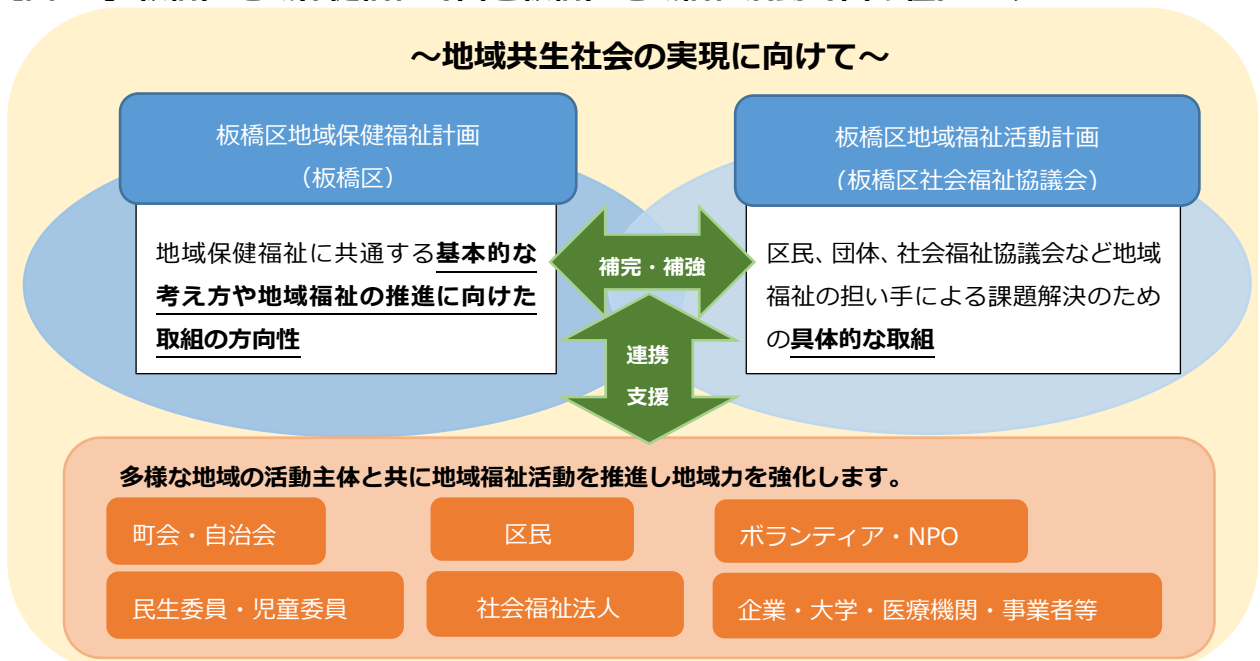 ～地域共生社会の実現に向けて～
板橋区地域保健福祉計画
（板橋区）
板橋区地域福祉活動計画
（板橋区社会福祉協議会）
地域保健福祉に共通する基本的な
考え方や地域福祉の推進に向けた
取組の方向性
補完・補強
区民、団体、社会福祉協議会など地域
福祉の担い手による課題解決のため
の具体的な取組
連携
支援
多様な地域の活動主体と共に地域福祉活動を推進し地域力を強化します。
町会・自治会
区民
ボランティア・NPO
民生委員・児童委員
社会福祉法人
企業・大学・医療機関・事業者等